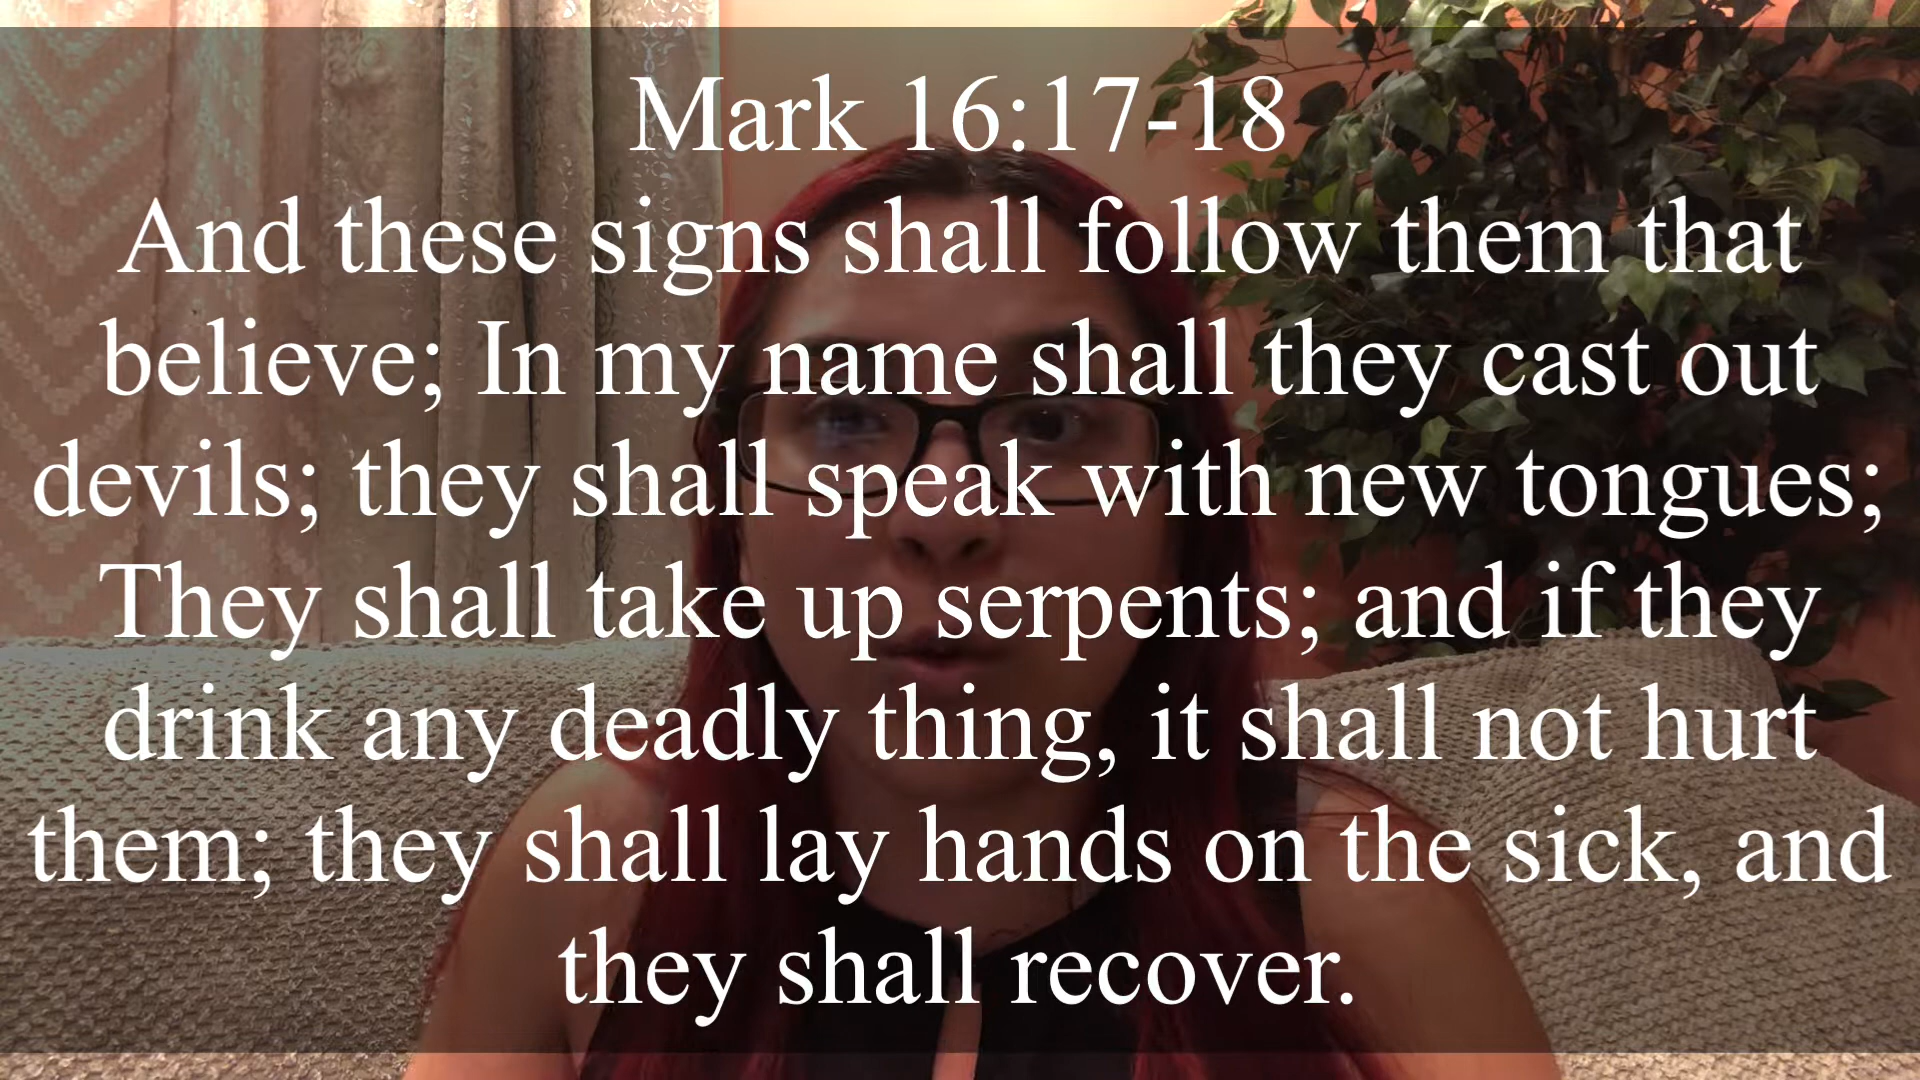 Mark 16:17-18
And these signs shall follow them that
believe; In my name shall they cast out
devils; they shall speak with new tongues;
They shall take up serpents; and if they
drink any deadly thing, it shall not hurt
them; they shall lay hands on the sick, and
they shall recover.